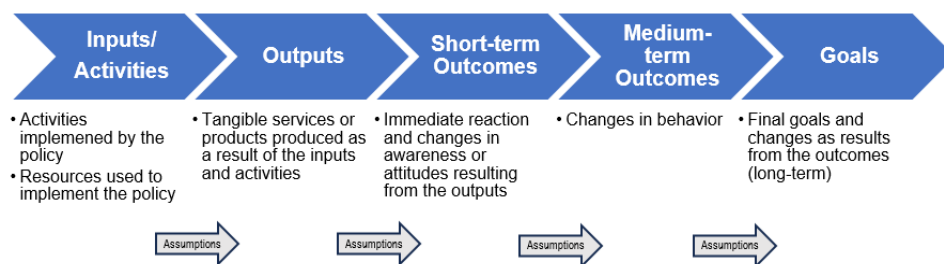 Inputs/
Activities
Outputs
Short-term
Outcomes
Medium-
term
Outcomes
Goals
• Activities
implemened by the
policy
• Resources used to
implement the policy
• Tangible services or
products produced as
a result of the inputs
and activities
• Immediate reaction
and changes in
awareness or
attitudes resulting
from the outputs
• Changes in behavior
• Final goals and
changes as results
from the outcomes
(long-term)
Assumptions
Assumptions
Assumptions
Assumptions